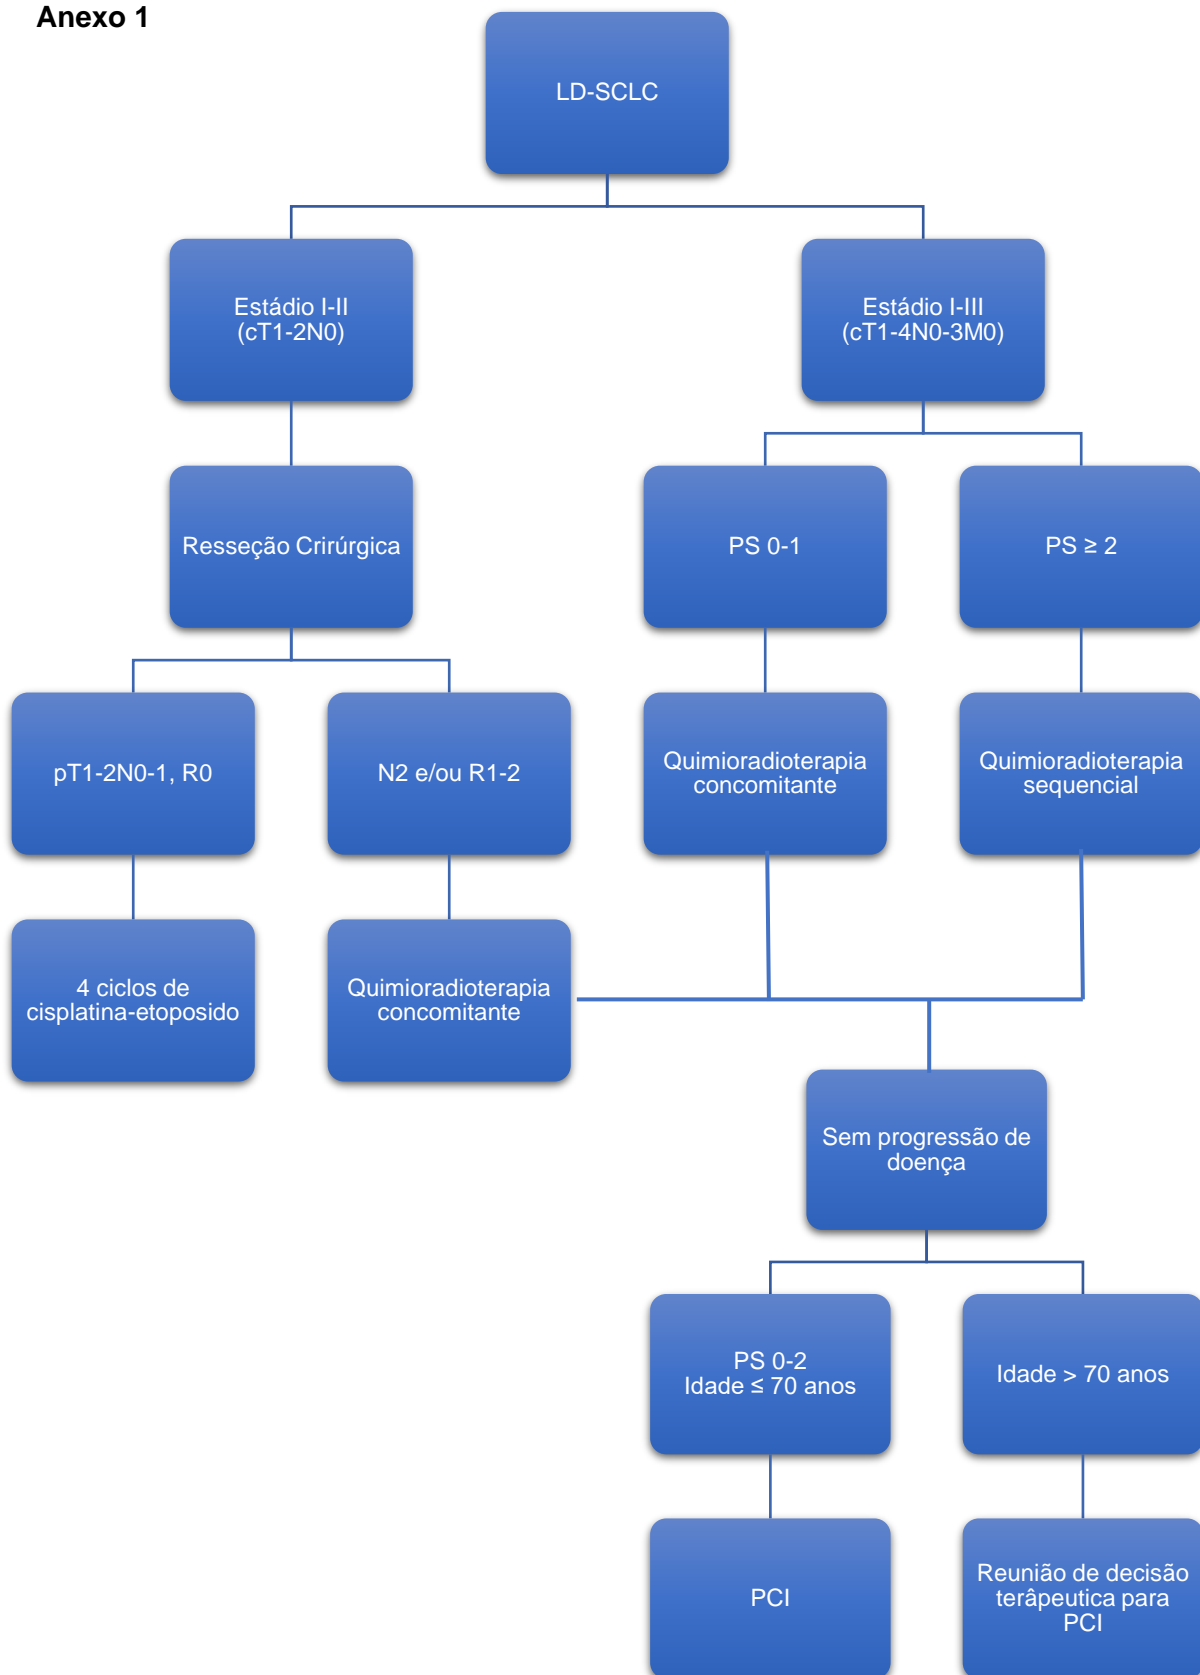 Anexo 1
LD-SCLC
Estádio I-II
(cT1-2N0)
Estádio I-III
(cT1-4N0-3M0)
Resseção Crirúrgica
PS 0-1
PS ≥ 2
pT1-2N0-1, R0
N2 e/ou R1-2
Quimioradioterapia
concomitante
Quimioradioterapia
sequencial
4 ciclos de
cisplatina-etoposido
Quimioradioterapia
concomitante
Sem progressão de
doença
PS 0-2
Idade ≤ 70 anos
Idade > 70 anos
PCI
Reunião de decisão
terâpeutica para
PCI